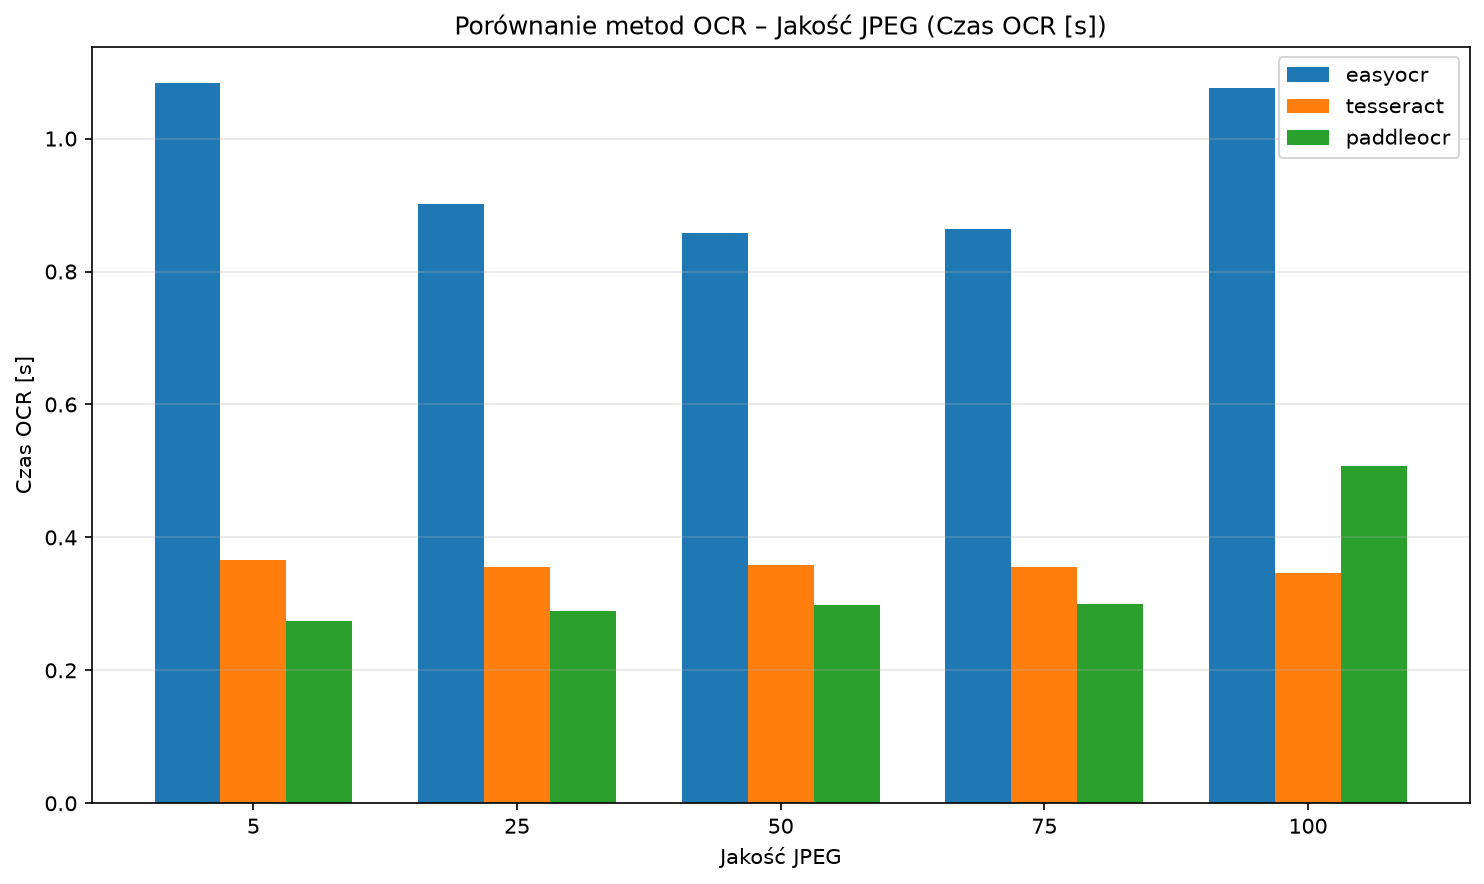 Porównanie metod OCR – Jakość JPEG (Czas OCR [s])
easyocr
tesseract
paddleocr
Czas OCR [s]
1.0
0.8
0.6
0.4
0.2
0.0
5 25 50 75 100
Jakość JPEG